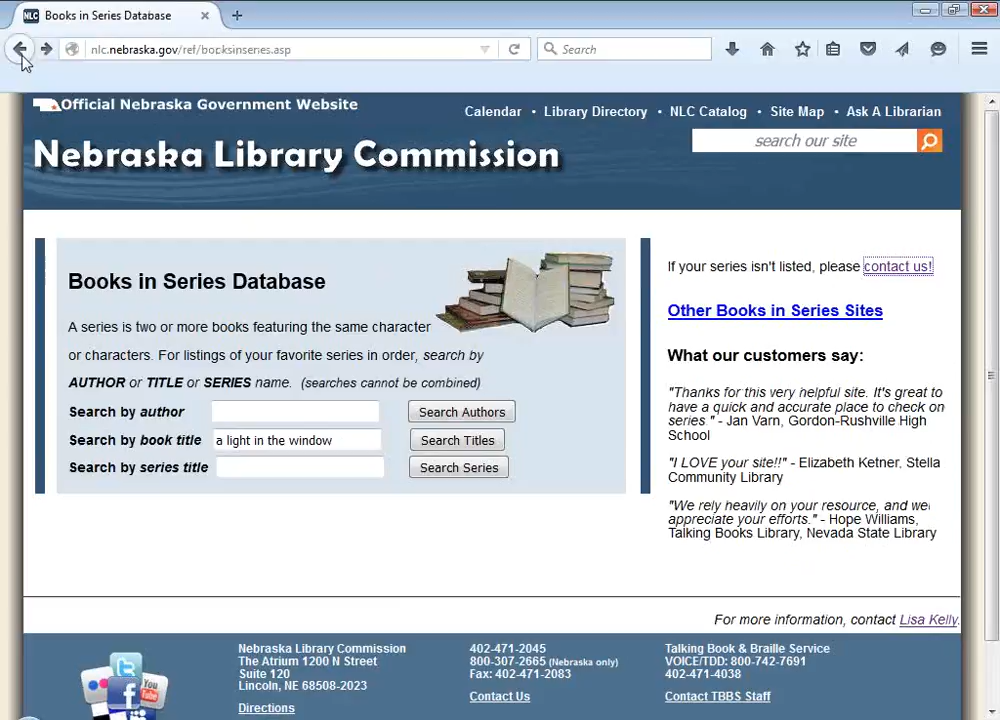 NLC Books in Series Database
nlc.nebraska.gov/ref/booksinseries.asp
Search
Official Nebraska Government Website
Calendar • Library Directory • NLC Catalog • Site Map • Ask A Librarian
Nebraska Library Commission
search our site
Books in Series Database
A series is two or more books featuring the same character
or characters. For listings of your favorite series in order, search by
AUTHOR or TITLE or SERIES name. (searches cannot be combined)
Search by author
Search Authors
Search by book title
a light in the window
Search Titles
Search by series title
Search Series
If your series isn't listed, please contact us!
Other Books in Series Sites
What our customers say:
"Thanks for this very helpful site. It's great to
have a quick and accurate place to check on
series." - Jan Varn, Gordon-Rushville High
School
"I LOVE your site!!" - Elizabeth Ketner, Stella
Community Library
"We rely heavily on your resource, and we
appreciate your efforts." - Hope Williams,
Talking Books Library, Nevada State Library
For more information, contact Lisa Kelly.
Nebraska Library Commission
The Atrium 1200 N Street
Suite 120
Lincoln, NE 68508-2023
Directions
402-471-2045
800-307-2665 (Nebraska only)
Fax: 402-471-2083
Contact Us
Talking Book & Braille Service
VOICE/TDD: 800-742-7691
402-471-4038
Contact TBBS Staff
You
Tube